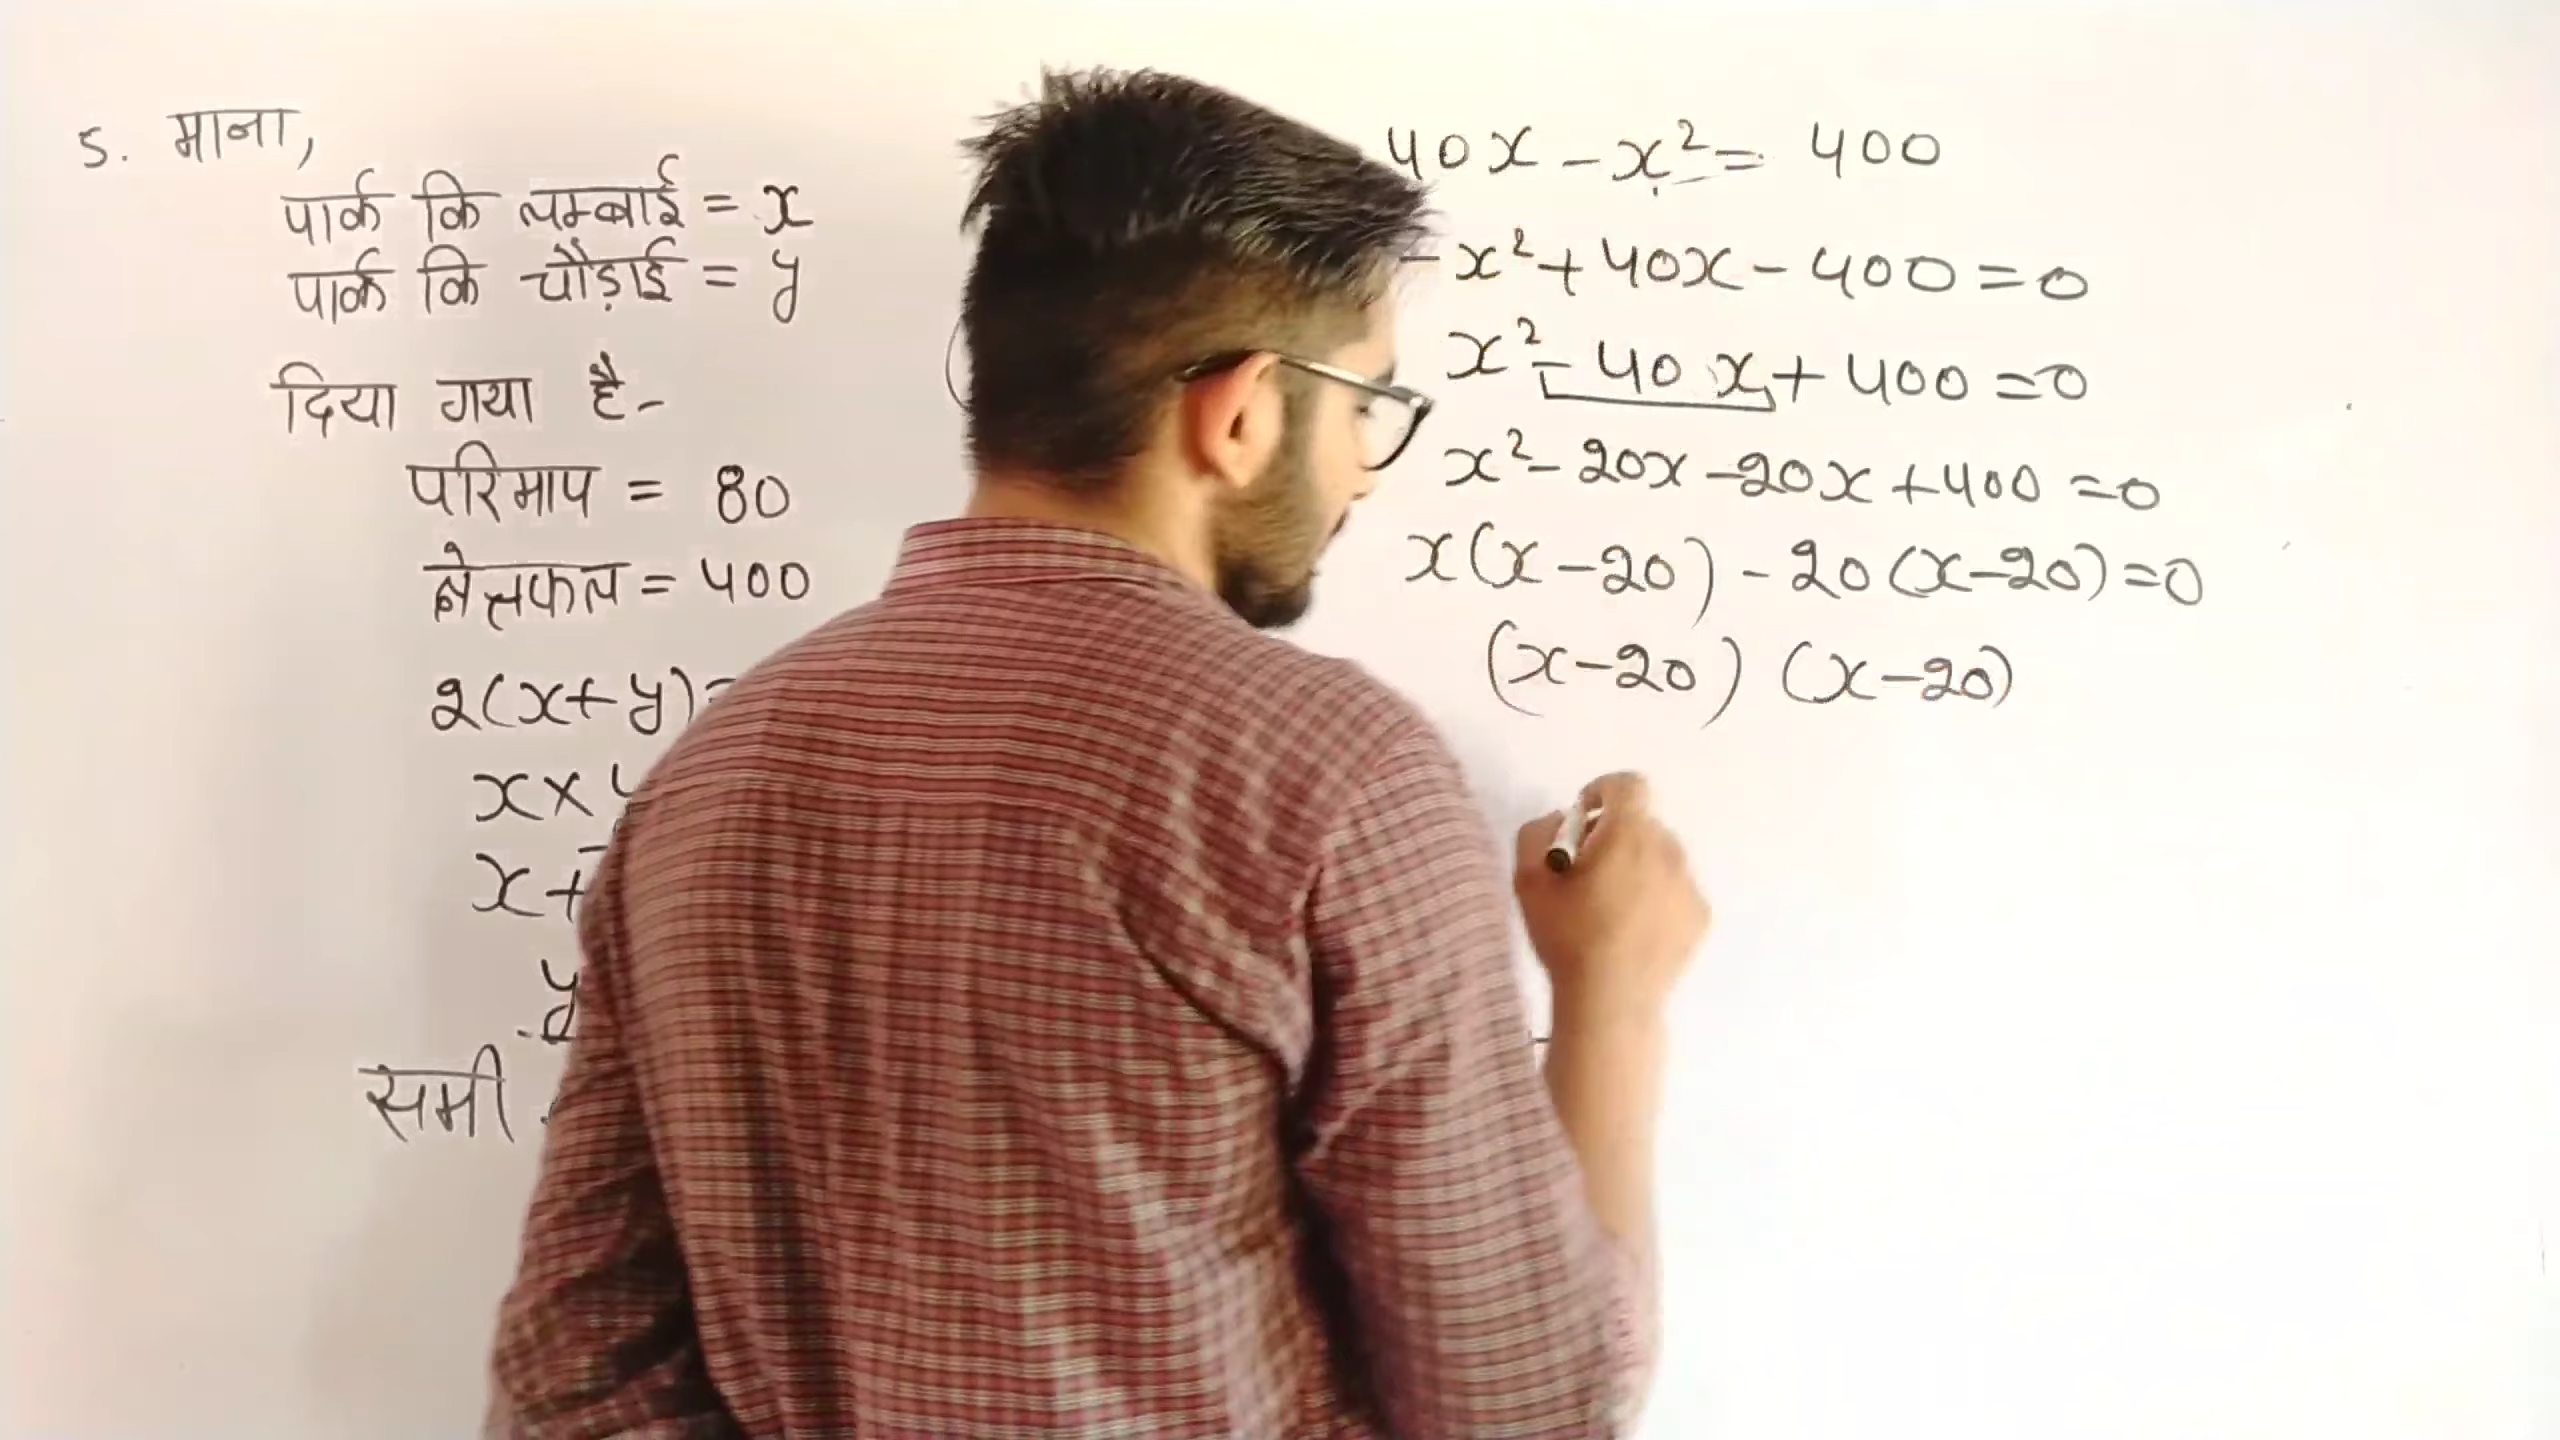 5. माना,
पार्क कि लम्बाई = x
पार्क कि चौड़ाई = y
दिया गया है-
परिमाप = 80
क्षेत्रफल = 400
2(x+y)=
x×y
x+
y
समी
40x - x² = 400
- x² + 40x - 400 = 0
x² - 40x + 400 = 0
x² - 20x - 20x + 400 = 0
x(x-20) - 20(x-20) = 0
(x-20) (x-20)